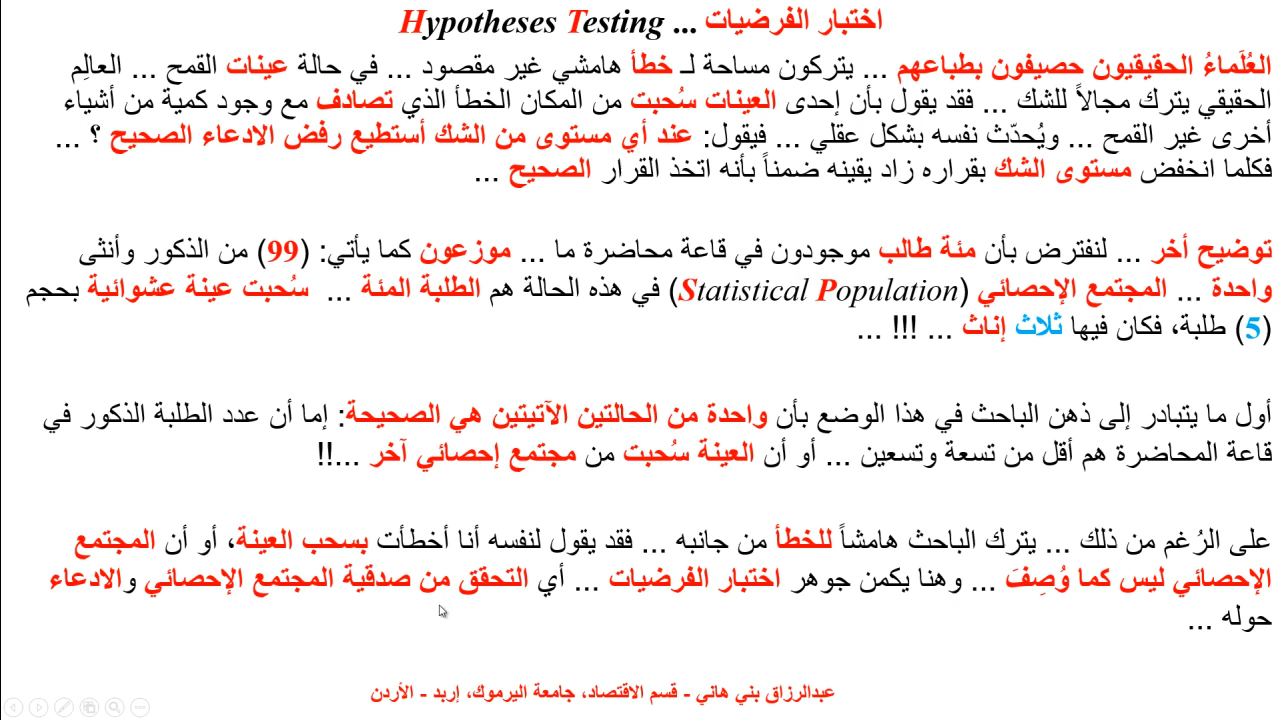 اختبار الفرضيات ... Hypotheses Testing
العُلَماءُ الحقيقيون حصيفون بطباعهم ... يتركون مساحة لـ خطأ هامشي غير مقصود ... في حالة عينات القمح ... العالِم
الحقيقي يترك مجالاً للشك ... فقد يقول بأن إحدى العينات سُحبت من المكان الخطأ الذي تصادف مع وجود كمية من أشياء
أخرى غير القمح ... ويُحدّث نفسه بشكل عقلي ... فيقول: عند أي مستوى من الشك أستطيع رفض الادعاء الصحيح ؟ ...
فكلما انخفض مستوى الشك بقراره زاد يقينه ضمناً بأنه اتخذ القرار الصحيح ...
توضيح أخر ... لنفترض بأن مئة طالب موجودون في قاعة محاضرة ما ... موزعون كما يأتي: (99) من الذكور وأنثى
واحدة ... المجتمع الإحصائي (Statistical Population) في هذه الحالة هم الطلبة المئة ... سُحبت عينة عشوائية بحجم
(5) طلبة، فكان فيها ثلاث إناث ... !!! ...
أول ما يتبادر إلى ذهن الباحث في هذا الوضع بأن واحدة من الحالتين الآتيتين هي الصحيحة: إما أن عدد الطلبة الذكور في
قاعة المحاضرة هم أقل من تسعة وتسعين ... أو أن العينة سُحبت من مجتمع إحصائي آخر ...!!
على الرُغم من ذلك ... يترك الباحث هامشاً للخطأ من جانبه ... فقد يقول لنفسه أنا أخطأت بسحب العينة، أو أن المجتمع
الإحصائي ليس كما وُصِفَ ... وهنا يكمن جوهر اختبار الفرضيات ... أي التحقق من صدقية المجتمع الإحصائي والادعاء
حوله ...
عبدالرزاق بني هاني - قسم الاقتصاد، جامعة اليرموك، إربد - الأردن